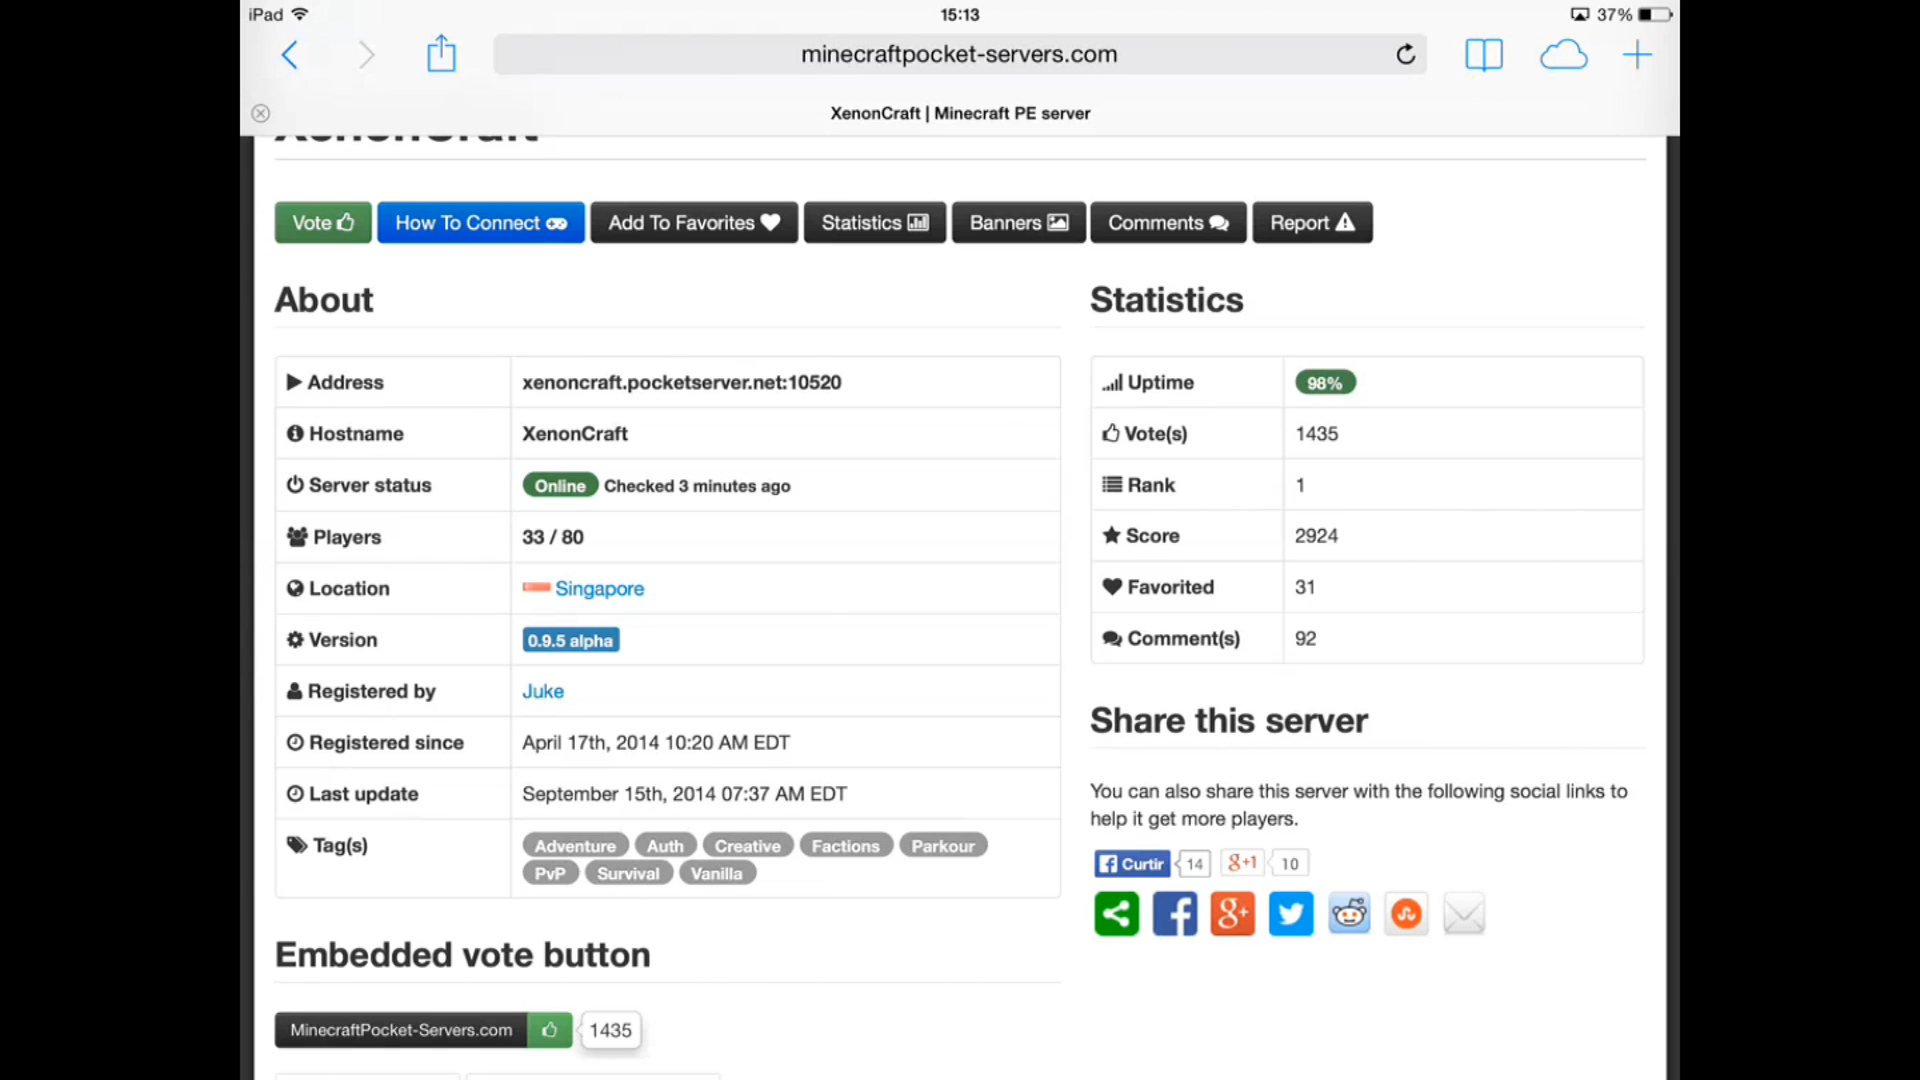 iPad 15:13 37%
minecraftpocket-servers.com
XenonCraft | Minecraft PE server
XenonCraft
Vote How To Connect Add To Favorites Statistics Banners Comments Report
About
Address xenoncraft.pocketserver.net:10520
Hostname XenonCraft
Server status Online Checked 3 minutes ago
Players 33 / 80
Location Singapore
Version 0.9.5 alpha
Registered by Juke
Registered since April 17th, 2014 10:20 AM EDT
Last update September 15th, 2014 07:37 AM EDT
Tag(s) Adventure Auth Creative Factions Parkour
PvP Survival Vanilla
Embedded vote button
MinecraftPocket-Servers.com 1435
Statistics
Uptime 98%
Vote(s) 1435
Rank 1
Score 2924
Favorited 31
Comment(s) 92
Share this server
You can also share this server with the following social links to
help it get more players.
Curtir 14 g+1 10